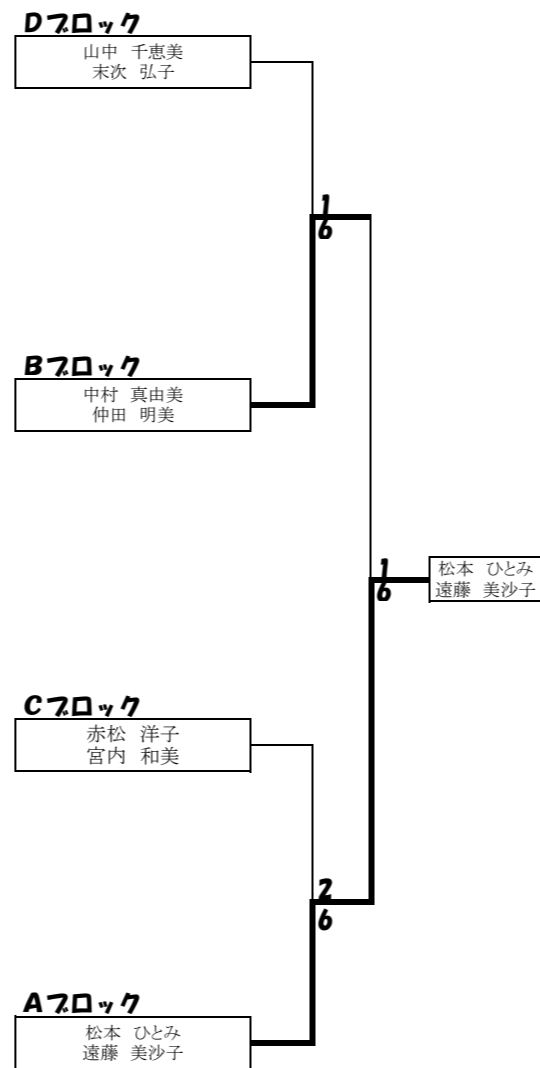 Dブロック
山中 千恵美
末次 弘子
1
6
Bブロック
中村 真由美
仲田 明美
1
6
松本 ひとみ
遠藤 美沙子
Cブロック
赤松 洋子
宮内 和美
2
6
Aブロック
松本 ひとみ
遠藤 美沙子